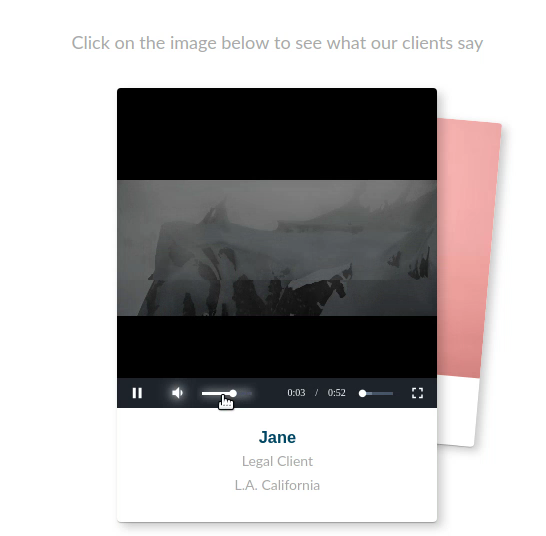 Click on the image below to see what our clients say
0:03 / 0:52
Jane
Legal Client
L.A. California